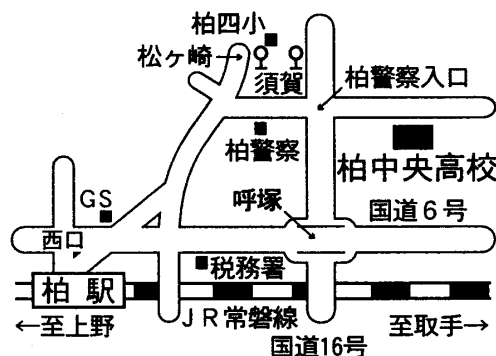 柏四小
松ヶ崎
須賀
柏警察入口
柏警察
柏中央高校
GS
呼塚
国道6号
西口
税務署
柏駅
JR常磐線
←至上野
至取手→
国道16号